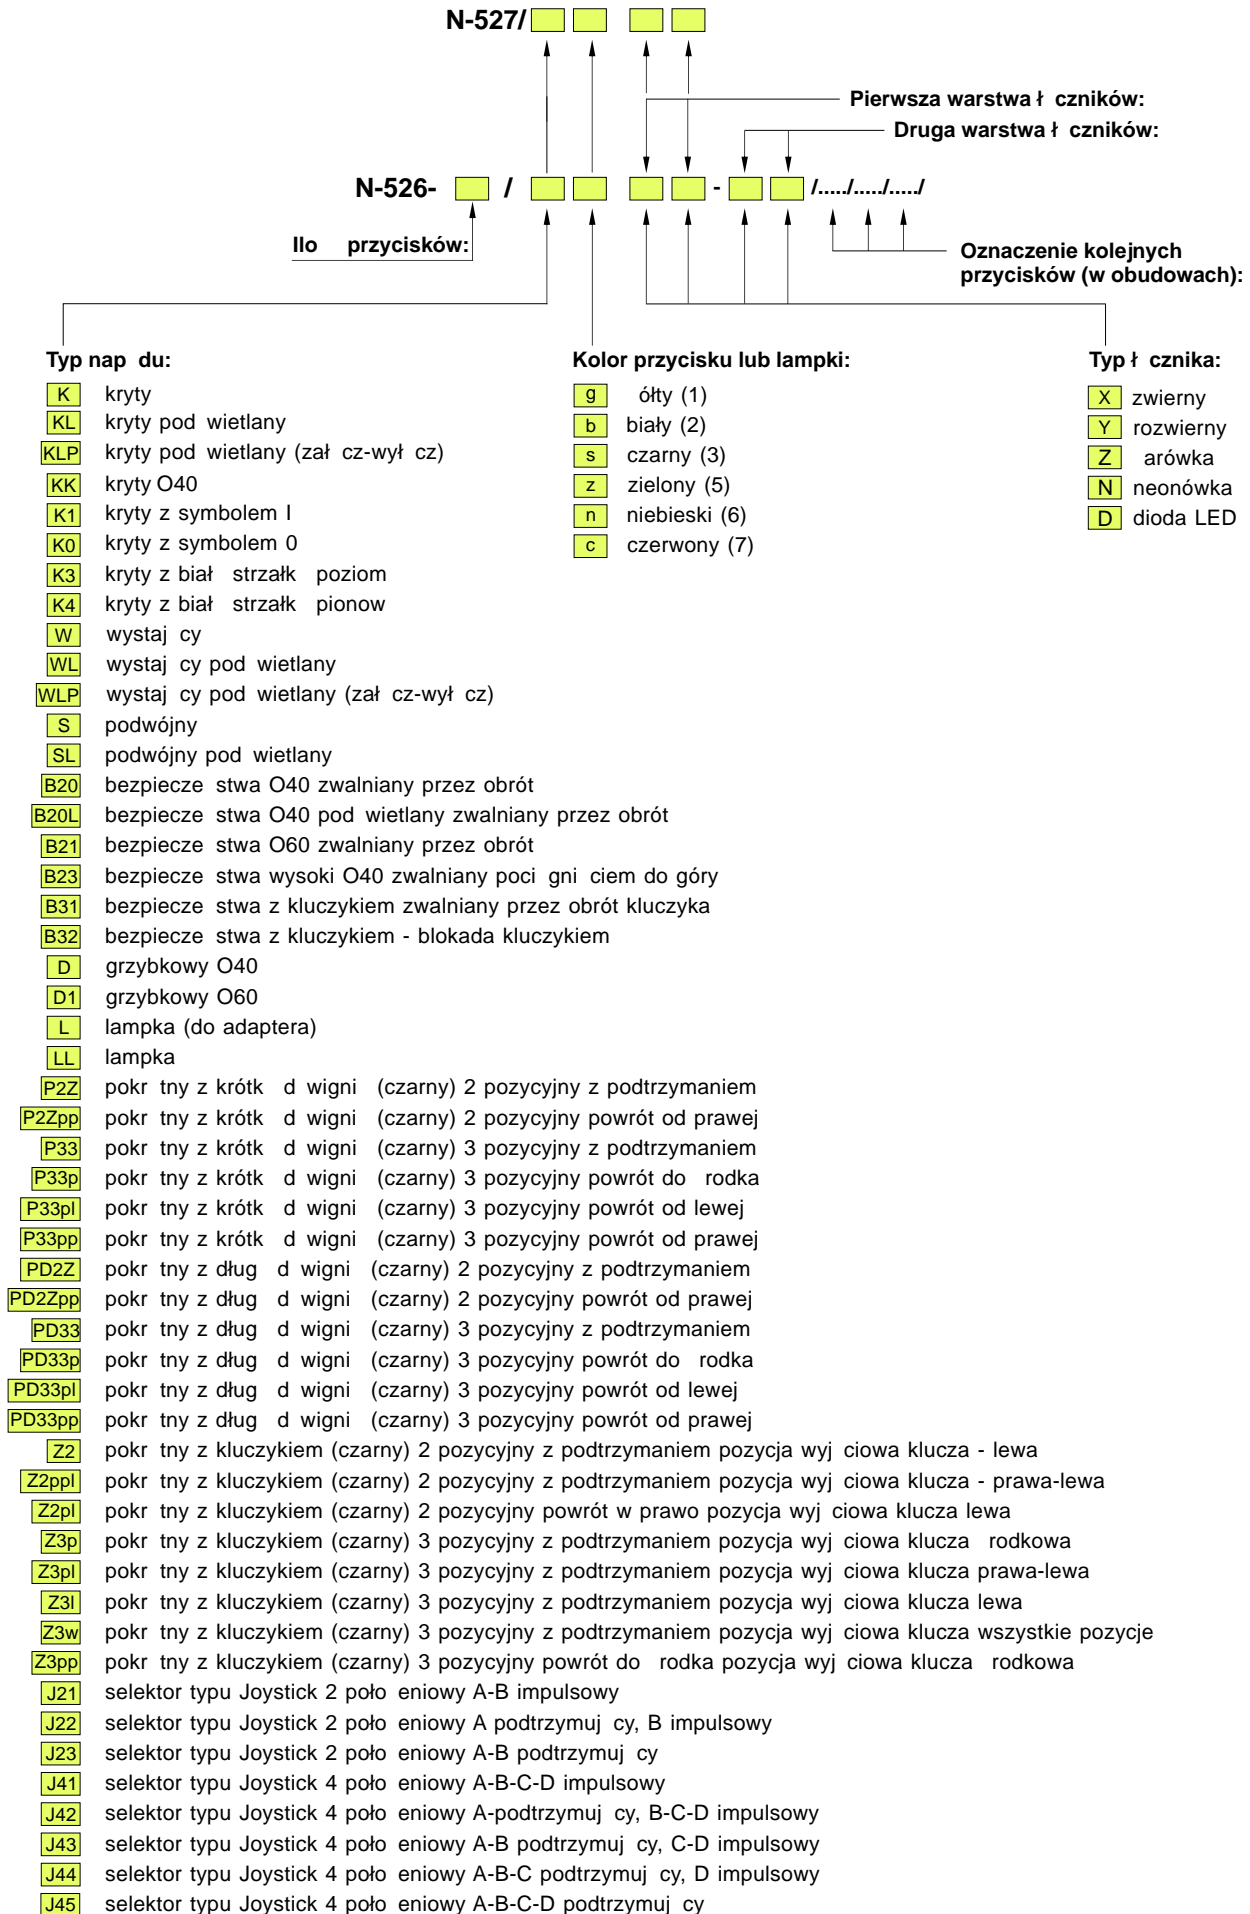 N-527/
Pierwsza warstwa ł czników:
Druga warstwa ł czników:
N-526- / - /...../...../...../
Ilo przycisków:
Oznaczenie kolejnych
przycisków (w obudowach):
Typ nap du:
K kryty
KL kryty pod wietlany
KLP kryty pod wietlany (zał cz-wył cz)
KK kryty O40
K1 kryty z symbolem I
K0 kryty z symbolem 0
K3 kryty z biał strzałk poziom
K4 kryty z biał strzałk pionow
W wystaj cy
WL wystaj cy pod wietlany
WLP wystaj cy pod wietlany (zał cz-wył cz)
S podwójny
SL podwójny pod wietlany
B20 bezpiecze stwa O40 zwalniany przez obrót
B20L bezpiecze stwa O40 pod wietlany zwalniany przez obrót
B21 bezpiecze stwa O60 zwalniany przez obrót
B23 bezpiecze stwa wysoki O40 zwalniany poci gni ciem do góry
B31 bezpiecze stwa z kluczykiem zwalniany przez obrót kluczyka
B32 bezpiecze stwa z kluczykiem - blokada kluczykiem
D grzybkowy O40
D1 grzybkowy O60
L lampka (do adaptera)
LL lampka
P2Z pokr tny z krótk d wigni (czarny) 2 pozycyjny z podtrzymaniem
P2Zpp pokr tny z krótk d wigni (czarny) 2 pozycyjny powrót od prawej
P33 pokr tny z krótk d wigni (czarny) 3 pozycyjny z podtrzymaniem
P33p pokr tny z krótk d wigni (czarny) 3 pozycyjny powrót do rodka
P33pl pokr tny z krótk d wigni (czarny) 3 pozycyjny powrót od lewej
P33pp pokr tny z krótk d wigni (czarny) 3 pozycyjny powrót od prawej
PD2Z pokr tny z dług d wigni (czarny) 2 pozycyjny z podtrzymaniem
PD2Zpp pokr tny z dług d wigni (czarny) 2 pozycyjny powrót od prawej
PD33 pokr tny z dług d wigni (czarny) 3 pozycyjny z podtrzymaniem
PD33p pokr tny z dług d wigni (czarny) 3 pozycyjny powrót do rodka
PD33pl pokr tny z dług d wigni (czarny) 3 pozycyjny powrót od lewej
PD33pp pokr tny z dług d wigni (czarny) 3 pozycyjny powrót od prawej
Z2 pokr tny z kluczykiem (czarny) 2 pozycyjny z podtrzymaniem pozycja wyj ciowa klucza - lewa
Z2ppl pokr tny z kluczykiem (czarny) 2 pozycyjny z podtrzymaniem pozycja wyj ciowa klucza - prawa-lewa
Z2pl pokr tny z kluczykiem (czarny) 2 pozycyjny powrót w prawo pozycja wyj ciowa klucza lewa
Z3p pokr tny z kluczykiem (czarny) 3 pozycyjny z podtrzymaniem pozycja wyj ciowa klucza rodkowa
Z3pl pokr tny z kluczykiem (czarny) 3 pozycyjny z podtrzymaniem pozycja wyj ciowa klucza prawa-lewa
Z3l pokr tny z kluczykiem (czarny) 3 pozycyjny z podtrzymaniem pozycja wyj ciowa klucza lewa
Z3w pokr tny z kluczykiem (czarny) 3 pozycyjny z podtrzymaniem pozycja wyj ciowa klucza wszystkie pozycje
Z3pp pokr tny z kluczykiem (czarny) 3 pozycyjny powrót do rodka pozycja wyj ciowa klucza rodkowa
J21 selektor typu Joystick 2 poło eniowy A-B impulsowy
J22 selektor typu Joystick 2 poło eniowy A podtrzymuj cy, B impulsowy
J23 selektor typu Joystick 2 poło eniowy A-B podtrzymuj cy
J41 selektor typu Joystick 4 poło eniowy A-B-C-D impulsowy
J42 selektor typu Joystick 4 poło eniowy A-podtrzymuj cy, B-C-D impulsowy
J43 selektor typu Joystick 4 poło eniowy A-B podtrzymuj cy, C-D impulsowy
J44 selektor typu Joystick 4 poło eniowy A-B-C podtrzymuj cy, D impulsowy
J45 selektor typu Joystick 4 poło eniowy A-B-C-D podtrzymuj cy
Kolor przycisku lub lampki:
g ółty (1)
b biały (2)
s czarny (3)
z zielony (5)
n niebieski (6)
c czerwony (7)
Typ ł cznika:
X zwierny
Y rozwierny
Z arówka
N neonówka
D dioda LED